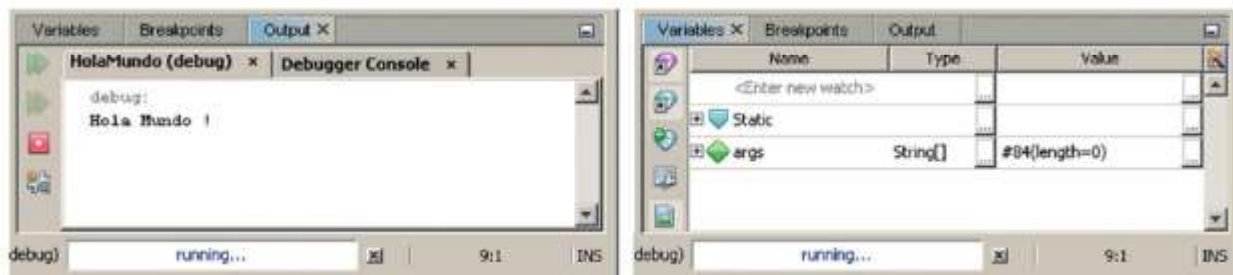 Variables Breakpoints Output
HolaMundo (debug) Debugger Console
debug:
Hola Mundo !
debug) running... 9:1 INS
Variables Breakpoints Output
Name Type Value
<Enter new watch> ... ...
Static ... ...
args String[] ... #84(length=0) ...
debug) running... 9:1 INS